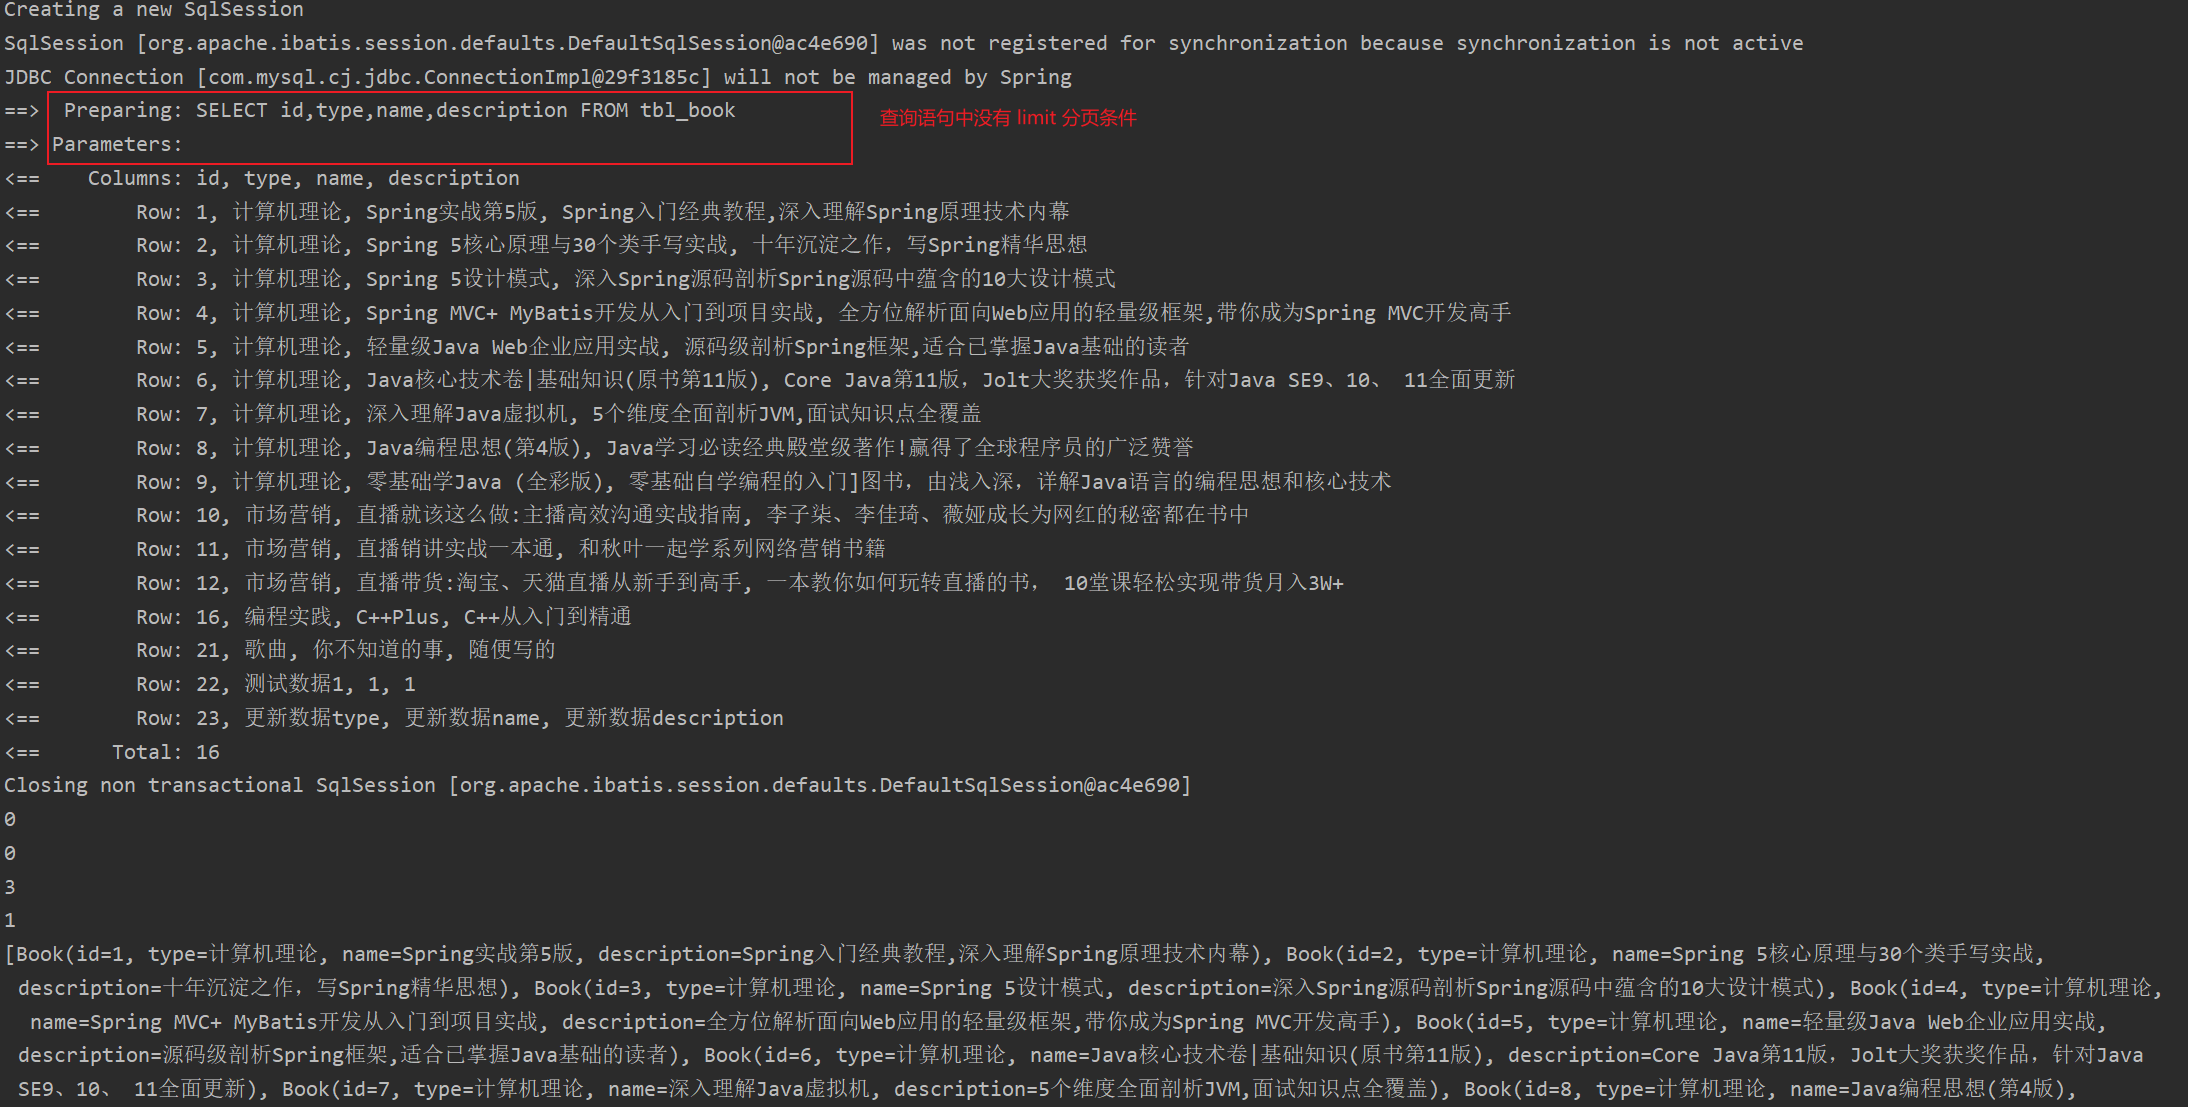 Creating a new SqlSession
SqlSession [org.apache.ibatis.session.defaults.DefaultSqlSession@ac4e690] was not registered for synchronization because synchronization is not active
JDBC Connection [com.mysql.cj.jdbc.ConnectionImpl@29f3185c] will not be managed by Spring
==>  Preparing: SELECT id,type,name,description FROM tbl_book
查询语句中没有 limit 分页条件
==> Parameters:
<==    Columns: id, type, name, description
<==        Row: 1, 计算机理论, Spring实战第5版, Spring入门经典教程,深入理解Spring原理技术内幕
<==        Row: 2, 计算机理论, Spring 5核心原理与30个类手写实战, 十年沉淀之作，写Spring精华思想
<==        Row: 3, 计算机理论, Spring 5设计模式, 深入Spring源码剖析Spring源码中蕴含的10大设计模式
<==        Row: 4, 计算机理论, Spring MVC+ MyBatis开发从入门到项目实战, 全方位解析面向Web应用的轻量级框架,带你成为Spring MVC开发高手
<==        Row: 5, 计算机理论, 轻量级Java Web企业应用实战, 源码级剖析Spring框架,适合已掌握Java基础的读者
<==        Row: 6, 计算机理论, Java核心技术卷|基础知识(原书第11版), Core Java第11版，Jolt大奖获奖作品，针对Java SE9、10、 11全面更新
<==        Row: 7, 计算机理论, 深入理解Java虚拟机, 5个维度全面剖析JVM,面试知识点全覆盖
<==        Row: 8, 计算机理论, Java编程思想(第4版), Java学习必读经典殿堂级著作!赢得了全球程序员的广泛赞誉
<==        Row: 9, 计算机理论, 零基础学Java (全彩版), 零基础自学编程的入门]图书，由浅入深，详解Java语言的编程思想和核心技术
<==        Row: 10, 市场营销, 直播就该这么做:主播高效沟通实战指南, 李子柒、李佳琦、薇娅成长为网红的秘密都在书中
<==        Row: 11, 市场营销, 直播销讲实战一本通, 和秋叶一起学系列网络营销书籍
<==        Row: 12, 市场营销, 直播带货:淘宝、天猫直播从新手到高手, 一本教你如何玩转直播的书， 10堂课轻松实现带货月入3W+
<==        Row: 16, 编程实践, C++Plus, C++从入门到精通
<==        Row: 21, 歌曲, 你不知道的事, 随便写的
<==        Row: 22, 测试数据1, 1, 1
<==        Row: 23, 更新数据type, 更新数据name, 更新数据description
<==      Total: 16
Closing non transactional SqlSession [org.apache.ibatis.session.defaults.DefaultSqlSession@ac4e690]
0
0
3
1
[Book(id=1, type=计算机理论, name=Spring实战第5版, description=Spring入门经典教程,深入理解Spring原理技术内幕), Book(id=2, type=计算机理论, name=Spring 5核心原理与30个类手写实战,
description=十年沉淀之作，写Spring精华思想), Book(id=3, type=计算机理论, name=Spring 5设计模式, description=深入Spring源码剖析Spring源码中蕴含的10大设计模式), Book(id=4, type=计算机理论,
name=Spring MVC+ MyBatis开发从入门到项目实战, description=全方位解析面向Web应用的轻量级框架,带你成为Spring MVC开发高手), Book(id=5, type=计算机理论, name=轻量级Java Web企业应用实战,
description=源码级剖析Spring框架,适合已掌握Java基础的读者), Book(id=6, type=计算机理论, name=Java核心技术卷|基础知识(原书第11版), description=Core Java第11版，Jolt大奖获奖作品，针对Java
SE9、10、 11全面更新), Book(id=7, type=计算机理论, name=深入理解Java虚拟机, description=5个维度全面剖析JVM,面试知识点全覆盖), Book(id=8, type=计算机理论, name=Java编程思想(第4版),